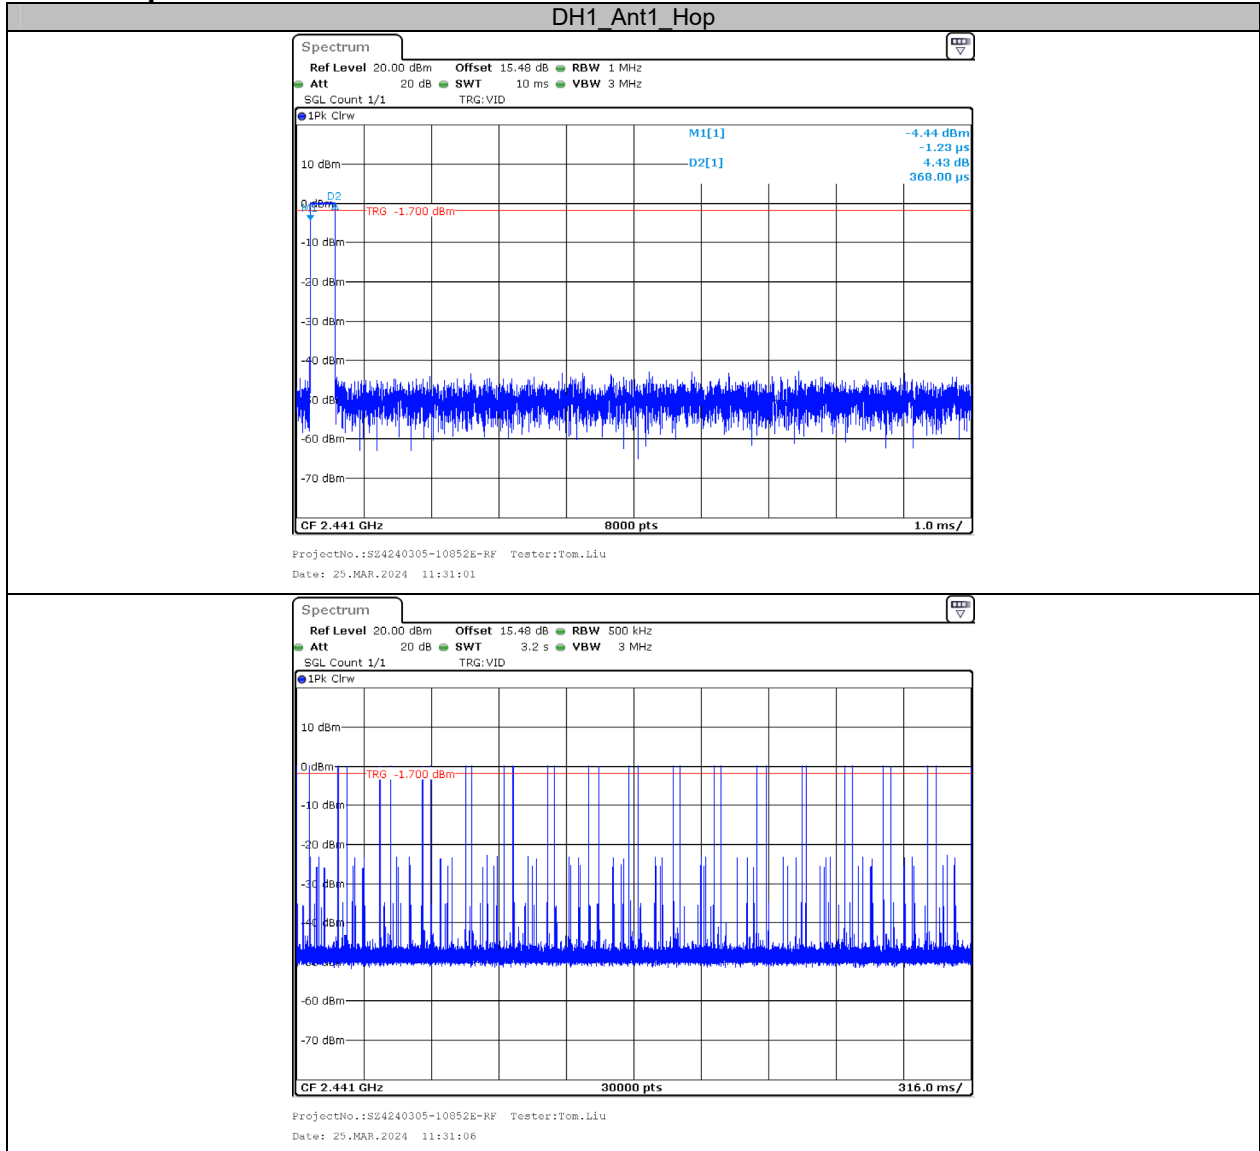 DH1_Ant1_Hop
Spectrum
Ref Level 20.00 dBm Offset 15.48 dB RBW 1 MHz
Att 20 dB SWT 10 ms VBW 3 MHz
SGL Count 1/1 TRG:VID
1Pk Clrw
M1[1] -4.44 dBm
-1.23 µs
10 dBm D2[1] 4.43 dB
368.00 µs
D2
0 dBm
TRG -1.700 dBm
-10 dBm
-20 dBm
-30 dBm
-40 dBm
-60 dBm
-70 dBm
CF 2.441 GHz 8000 pts 1.0 ms/
ProjectNo.:SZ4240305-10852E-RF Tester:Tom.Liu
Date: 25.MAR.2024 11:31:01
Spectrum
Ref Level 20.00 dBm Offset 15.48 dB RBW 500 kHz
Att 20 dB SWT 3.2 s VBW 3 MHz
SGL Count 1/1 TRG:VID
1Pk Clrw
10 dBm
0 dBm
TRG -1.700 dBm
-10 dBm
-20 dBm
-30 dBm
-40 dBm
-60 dBm
-70 dBm
CF 2.441 GHz 30000 pts 316.0 ms/
ProjectNo.:SZ4240305-10852E-RF Tester:Tom.Liu
Date: 25.MAR.2024 11:31:06